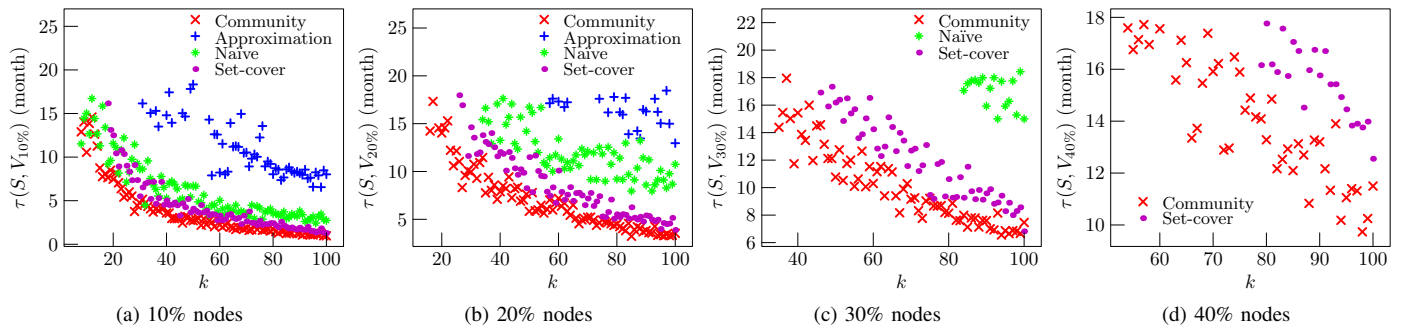 25
20
15
10
5
0
τ(S, V10%) (month)
Community
Approximation
Naïve
Set-cover
20 40 60 80 100
k
(a) 10% nodes
25
20
15
10
5
τ(S, V20%) (month)
Community
Approximation
Naïve
Set-cover
20 40 60 80 100
k
(b) 20% nodes
22
20
18
16
14
12
10
8
6
τ(S, V30%) (month)
Community
Naïve
Set-cover
40 60 80 100
k
(c) 30% nodes
18
16
14
12
10
τ(S, V40%) (month)
Community
Set-cover
60 70 80 90 100
k
(d) 40% nodes